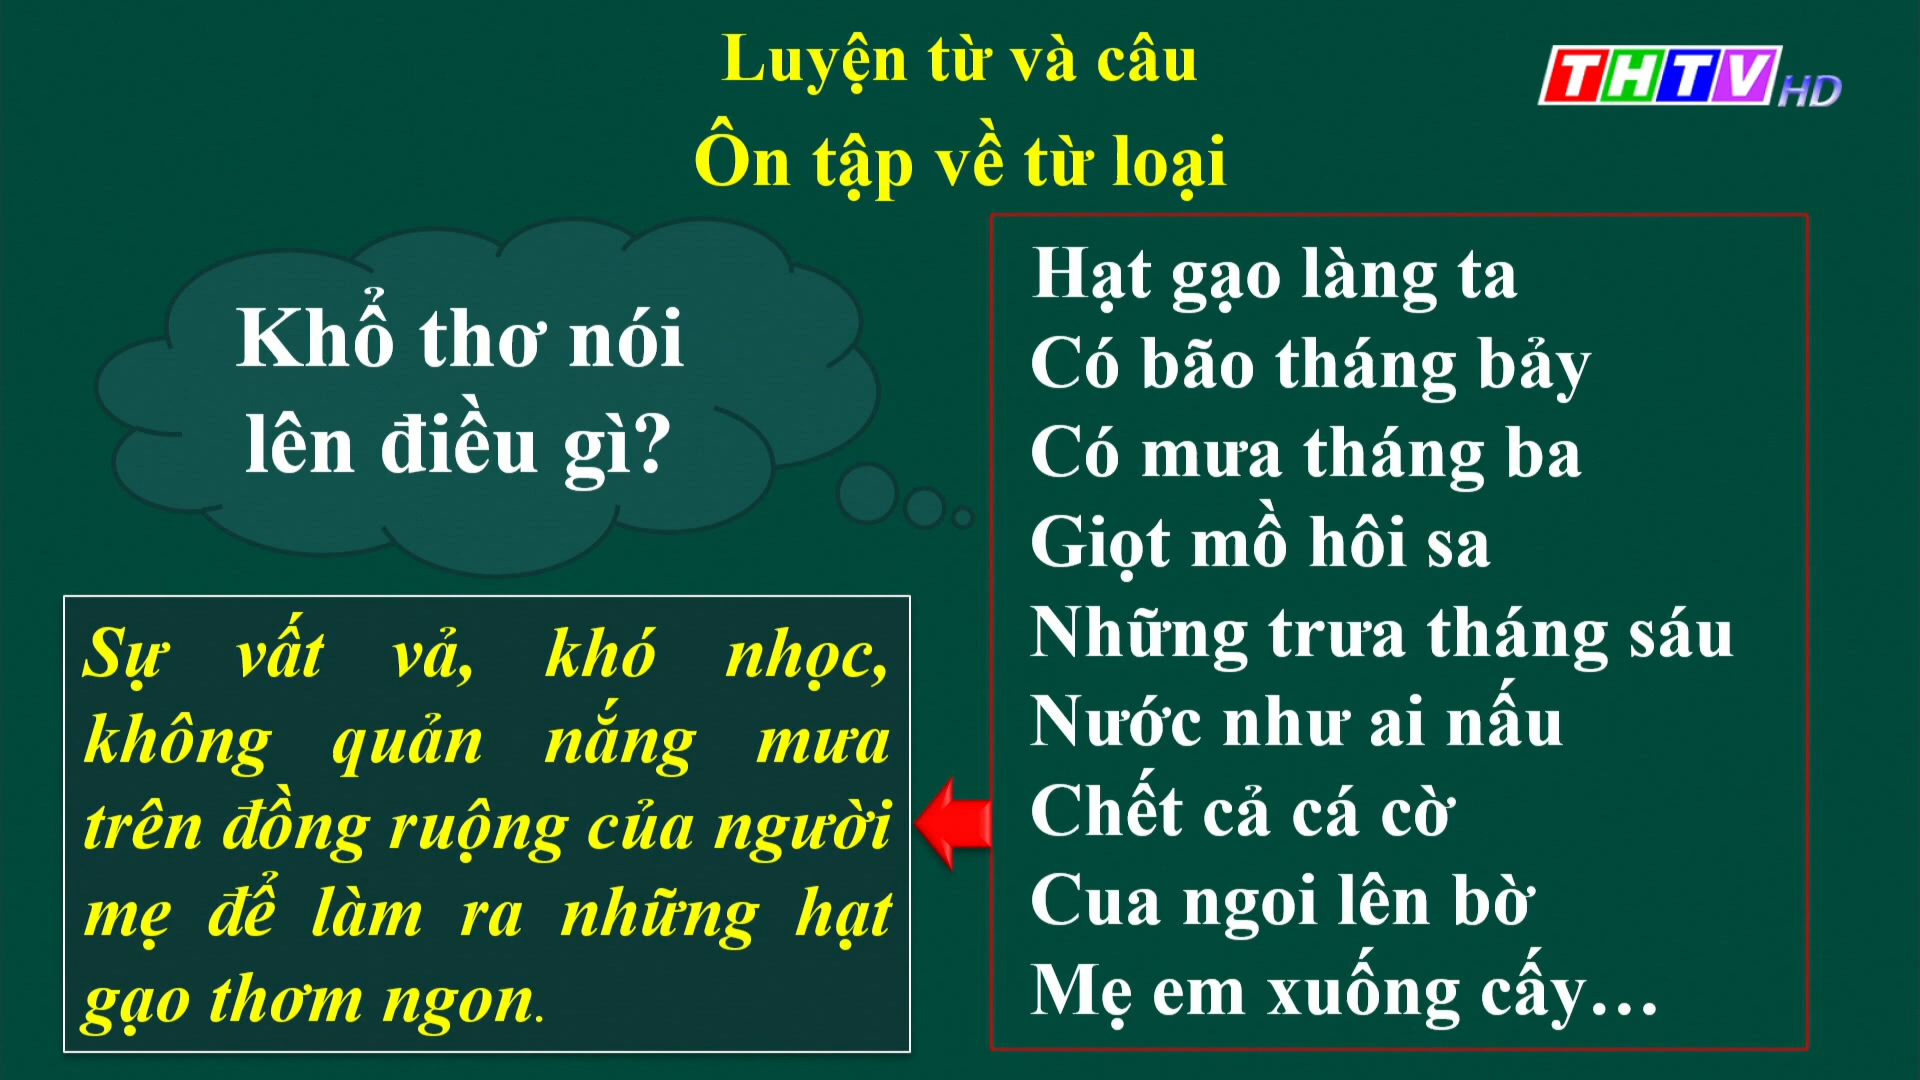 Luyện từ và câu
Ôn tập về từ loại
THTV HD
Khổ thơ nói
lên điều gì?
Sự vất vả, khó nhọc,
không quản nắng mưa
trên đồng ruộng của người
mẹ để làm ra những hạt
gạo thơm ngon.
Hạt gạo làng ta
Có bão tháng bảy
Có mưa tháng ba
Giọt mồ hôi sa
Những trưa tháng sáu
Nước như ai nấu
Chết cả cá cờ
Cua ngoi lên bờ
Mẹ em xuống cấy…